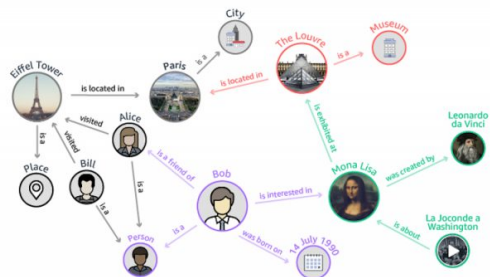 City
The Louvre
Museum
is a
is a
Eiffel Tower
Paris
is located in
is located in
Alice
visited
visited
is a
Place
Bill
is a friend of
is a
is a
Bob
is exhibited at
Leonardo
da Vinci
Mona Lisa
was created by
is interested in
La Joconde a
Washington
is about
is a
Person
was born on
14 July 1990